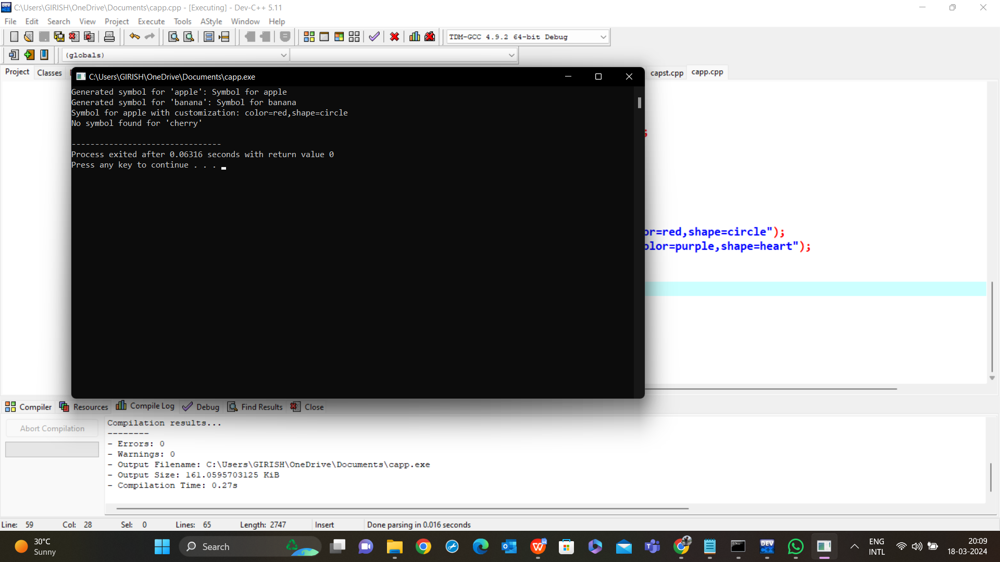 C:\Users\GIRISH\OneDrive\Documents\capp.cpp - [Executing] - Dev-C++ 5.11
File Edit Search View Project Execute Tools AStyle Window Help
TDM-GCC 4.9.2 64-bit Debug
(globals)
Project Classes
capst.cpp capp.cpp
C:\Users\GIRISH\OneDrive\Documents\capp.exe
Generated symbol for 'apple': Symbol for apple
Generated symbol for 'banana': Symbol for banana
Symbol for apple with customization: color=red,shape=circle
No symbol found for 'cherry'
--------------------------------
Process exited after 0.06316 seconds with return value 0
Press any key to continue . . .
;
or=red,shape=circle");
olor=purple,shape=heart");
Compiler Resources Compile Log Debug Find Results Close
Abort Compilation
Compilation results...
--------
- Errors: 0
- Warnings: 0
- Output Filename: C:\Users\GIRISH\OneDrive\Documents\capp.exe
- Output Size: 161.0595703125 KiB
- Compilation Time: 0.27s
Line: 59 Col: 28 Sel: 0 Lines: 65 Length: 2747 Insert Done parsing in 0.016 seconds
30°C
Sunny
Search
DEV
ENG
INTL
20:09
18-03-2024